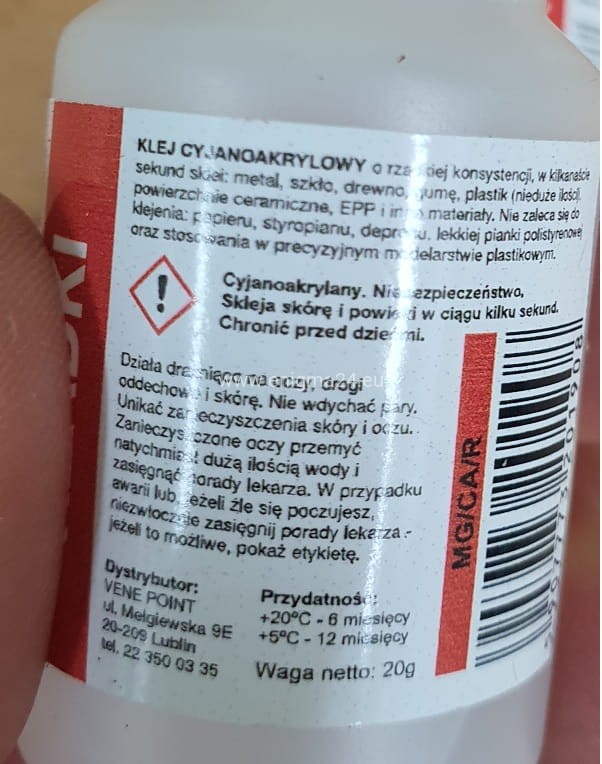 KLEJ CYJANOAKRYLOWY o rzadkiej konsystencji, w kilkanaście
sekund sklei: metal, szkło, drewno, gumę, plastik (nieduże ilości),
powierzchnie ceramiczne, EPP i inne materiały. Nie zaleca się do
klejenia: papieru, styropianu, depronu, lekkiej pianki polistyrenowej
oraz stosowania w precyzyjnym modelarstwie plastikowym.
Cyjanoakrylany. Niebezpieczeństwo,
Skleja skórę i powieki w ciągu kilku sekund.
Chronić przed dziećmi.
Działa drażniąco na oczy, drogi
oddechowe i skórę. Nie wdychać pary.
Unikać zanieczyszczenia skóry i oczu.
Zanieczyszczone oczy przemyć
natychmiast dużą ilością wody i
zasięgnąć porady lekarza. W przypadku
awarii lub jeżeli źle się poczujesz,
niezwłocznie zasięgnij porady lekarza -
jeżeli to możliwe, pokaż etykietę.
www.enigma24.eu
MG/CA/R
Dystrybutor:
VENE POINT
ul. Mełgiewska 9E
20-209 Lublin
tel. 22 350 03 35
Przydatność:
+20°C - 6 miesięcy
+5°C - 12 miesięcy
Waga netto: 20g